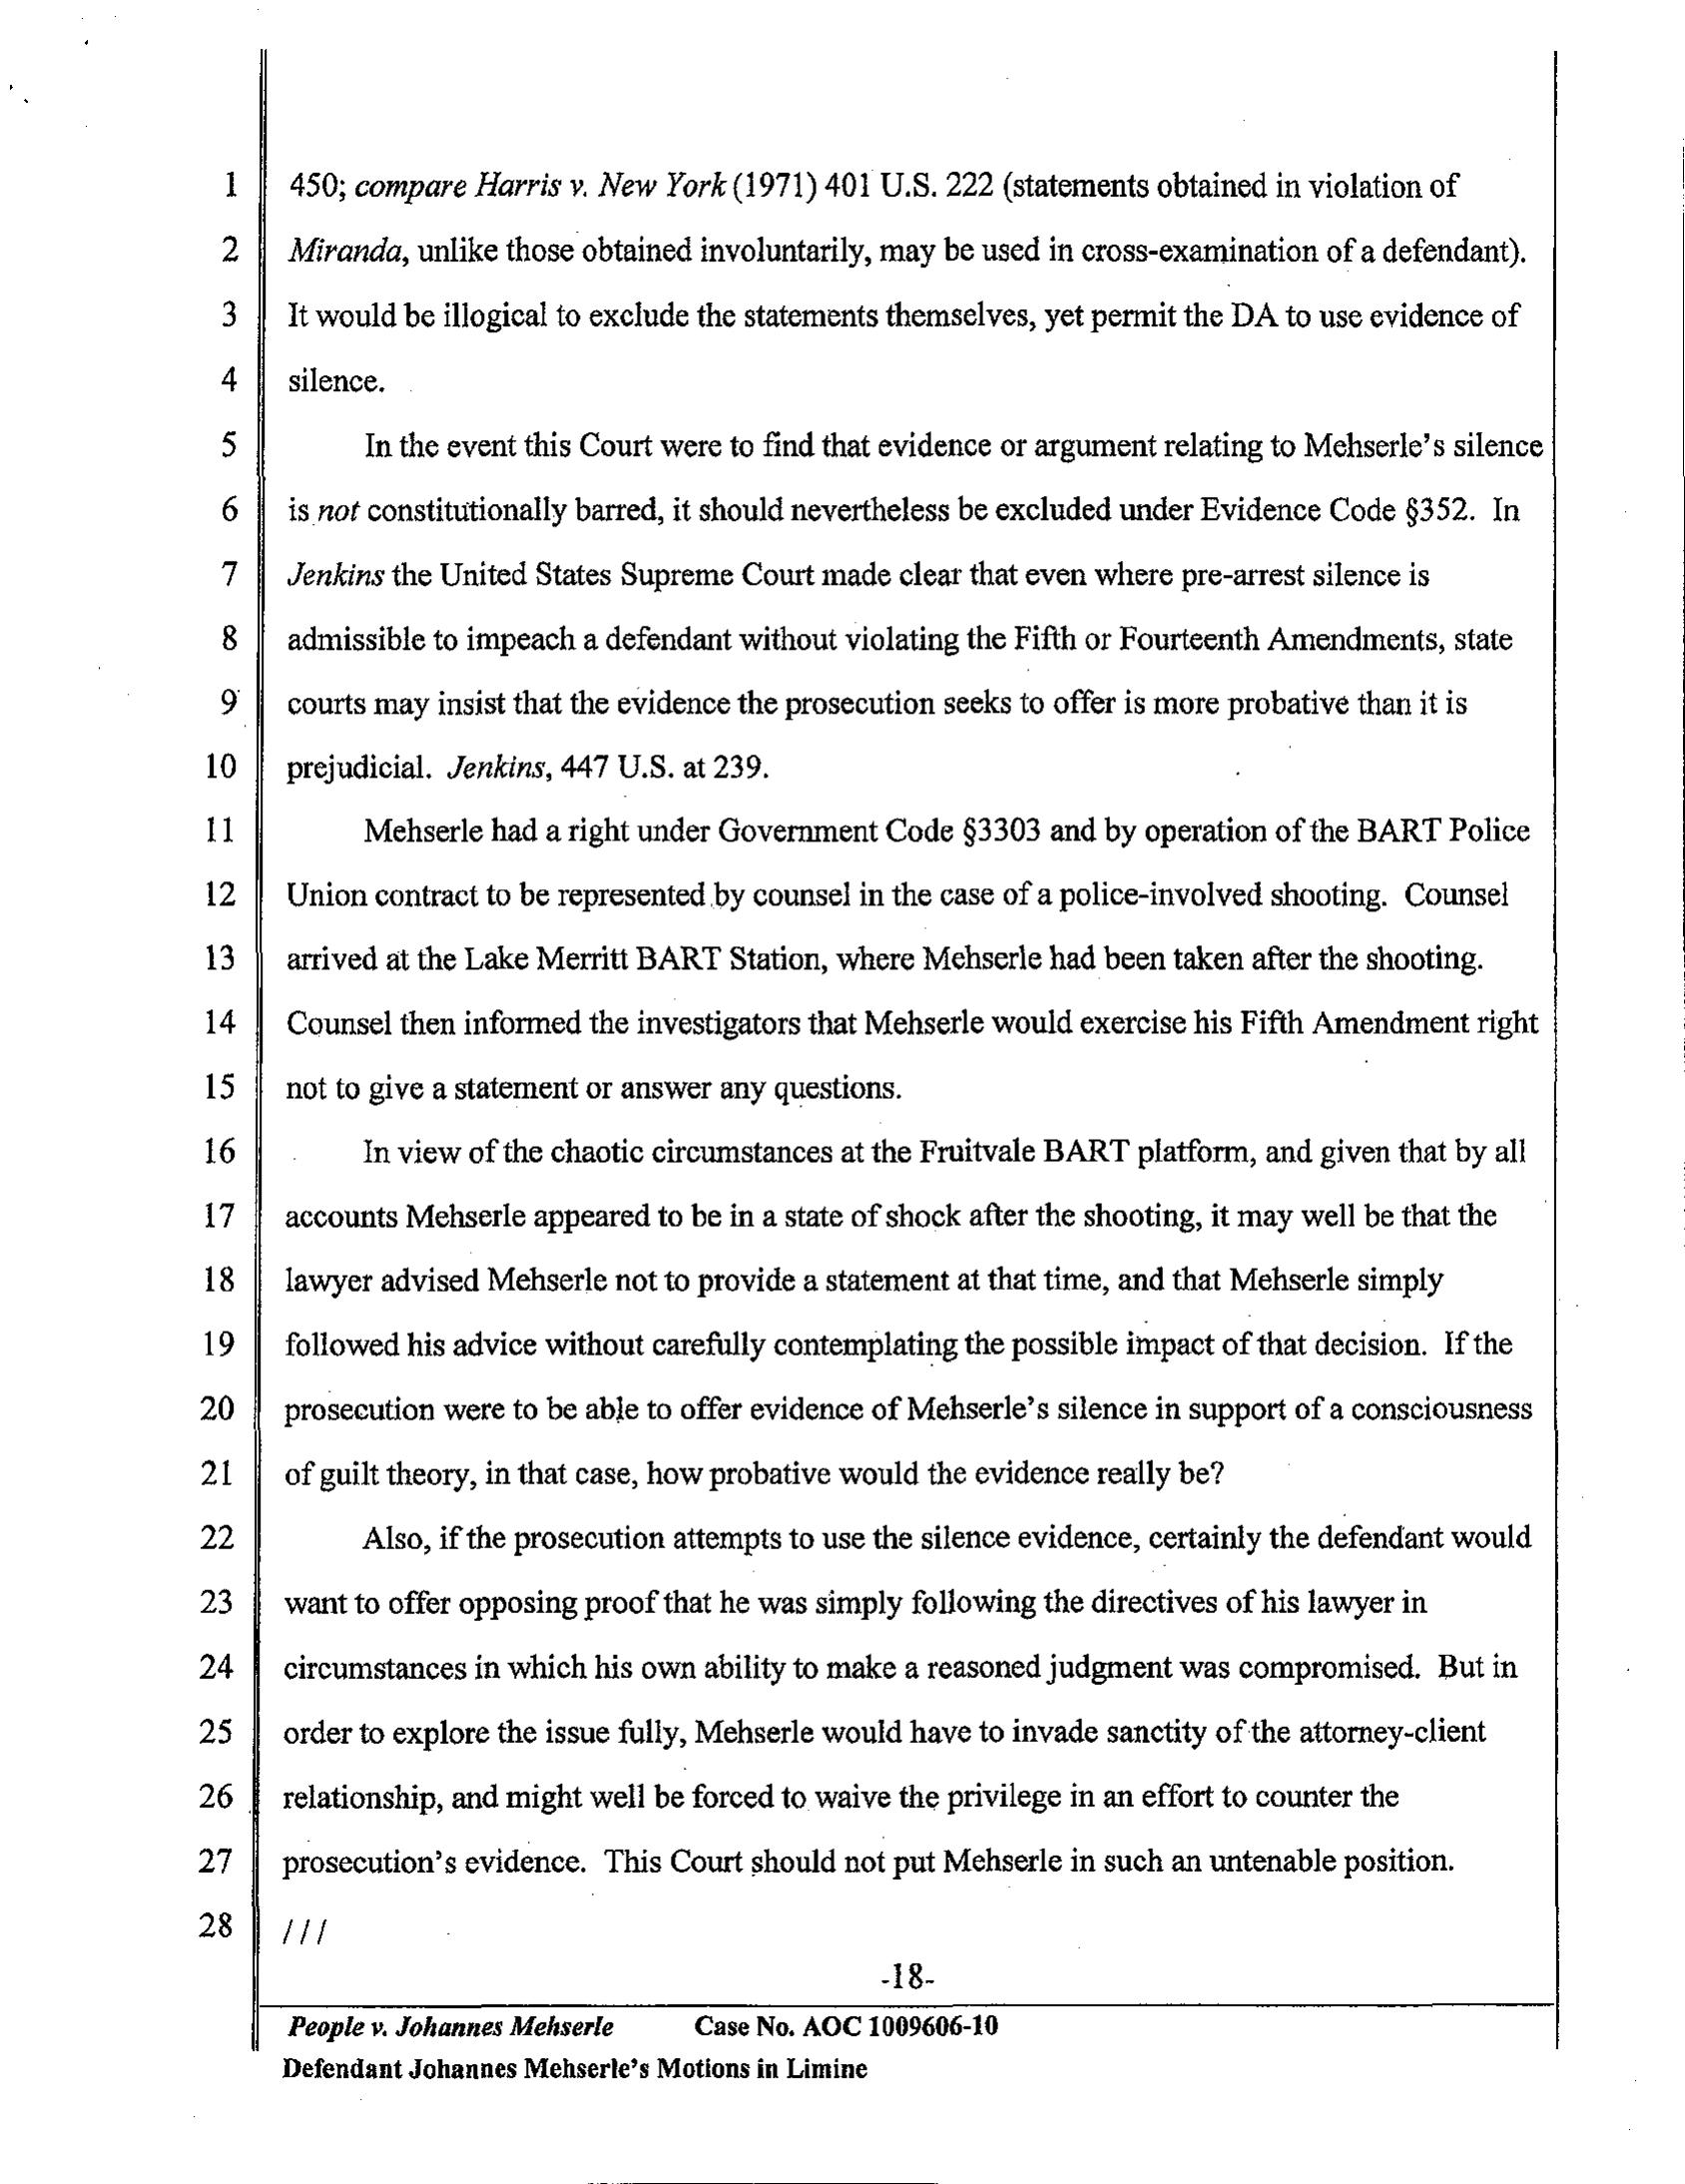 1 450; compare Harris v. New York (1971) 401 U.S. 222 (statements obtained in violation of
2 Miranda, unlike those obtained involuntarily, may be used in cross-examination of a defendant).
3 It would be illogical to exclude the statements themselves, yet permit the DA to use evidence of
4 silence.
5 In the event this Court were to find that evidence or argument relating to Mehserle's silence
6 is not constitutionally barred, it should nevertheless be excluded under Evidence Code §352. In
7 Jenkins the United States Supreme Court made clear that even where pre-arrest silence is
8 admissible to impeach a defendant without violating the Fifth or Fourteenth Amendments, state
9 courts may insist that the evidence the prosecution seeks to offer is more probative than it is
10 prejudicial. Jenkins, 447 U.S. at 239.
11 Mehserle had a right under Government Code §3303 and by operation of the BART Police
12 Union contract to be represented by counsel in the case of a police-involved shooting. Counsel
13 arrived at the Lake Merritt BART Station, where Mehserle had been taken after the shooting.
14 Counsel then informed the investigators that Mehserle would exercise his Fifth Amendment right
15 not to give a statement or answer any questions.
16 In view of the chaotic circumstances at the Fruitvale BART platform, and given that by all
17 accounts Mehserle appeared to be in a state of shock after the shooting, it may well be that the
18 lawyer advised Mehserle not to provide a statement at that time, and that Mehserle simply
19 followed his advice without carefully contemplating the possible impact of that decision. If the
20 prosecution were to be able to offer evidence of Mehserle's silence in support of a consciousness
21 of guilt theory, in that case, how probative would the evidence really be?
22 Also, if the prosecution attempts to use the silence evidence, certainly the defendant would
23 want to offer opposing proof that he was simply following the directives of his lawyer in
24 circumstances in which his own ability to make a reasoned judgment was compromised. But in
25 order to explore the issue fully, Mehserle would have to invade sanctity of the attorney-client
26 relationship, and might well be forced to waive the privilege in an effort to counter the
27 prosecution's evidence. This Court should not put Mehserle in such an untenable position.
28 / / /
-18-
People v. Johannes Mehserle Case No. AOC 1009606-10
Defendant Johannes Mehserle's Motions in Limine